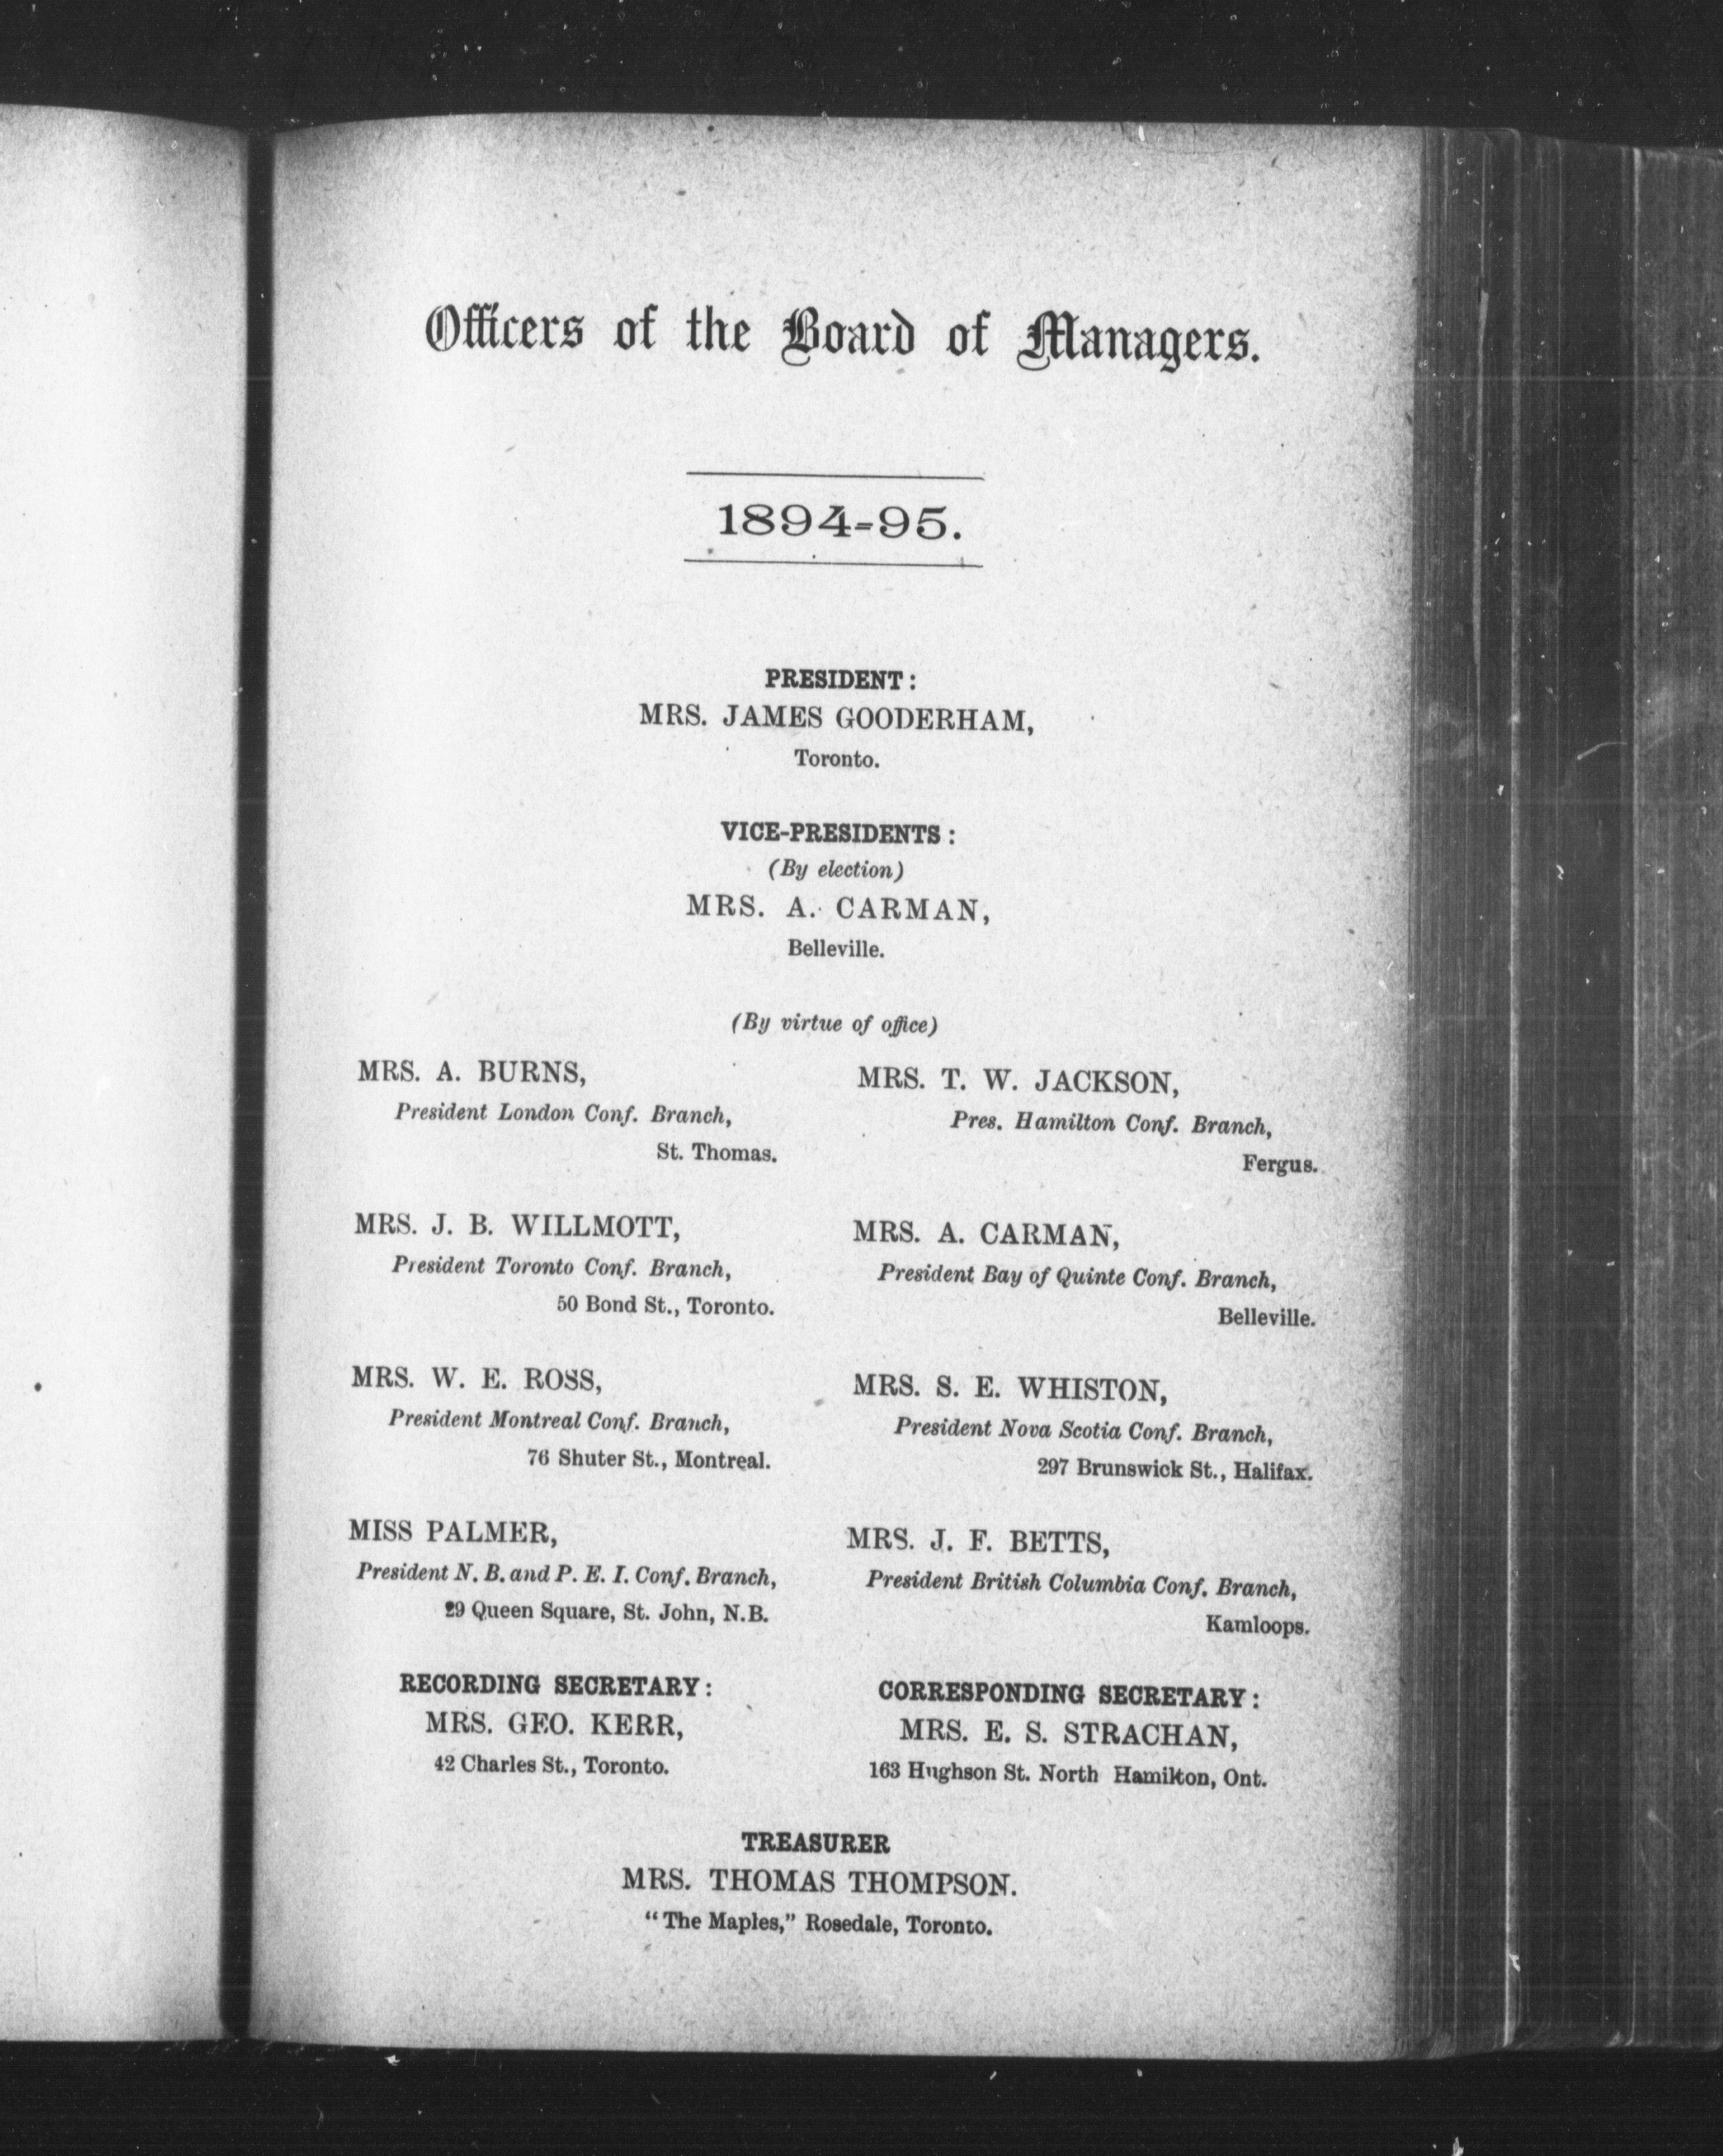 Officers of the Board of Managers.
1894-95.
PRESIDENT:
MRS. JAMES GOODERHAM,
Toronto.
VICE-PRESIDENTS:
(By election)
MRS. A. CARMAN,
Belleville.
(By virtue of office)
MRS. A. BURNS,
President London Conf. Branch,
St. Thomas.
MRS. T. W. JACKSON,
Pres. Hamilton Conf. Branch,
Fergus.
MRS. J. B. WILLMOTT,
President Toronto Conf. Branch,
50 Bond St., Toronto.
MRS. A. CARMAN,
President Bay of Quinte Conf. Branch,
Belleville.
MRS. W. E. ROSS,
President Montreal Conf. Branch,
76 Shuter St., Montreal.
MRS. S. E. WHISTON,
President Nova Scotia Conf. Branch,
297 Brunswick St., Halifax.
MISS PALMER,
President N. B. and P. E. I. Conf. Branch,
29 Queen Square, St. John, N.B.
MRS. J. F. BETTS,
President British Columbia Conf. Branch,
Kamloops.
RECORDING SECRETARY:
MRS. GEO. KERR,
42 Charles St., Toronto.
CORRESPONDING SECRETARY:
MRS. E. S. STRACHAN,
163 Hughson St. North Hamilton, Ont.
TREASURER
MRS. THOMAS THOMPSON.
"The Maples," Rosedale, Toronto.